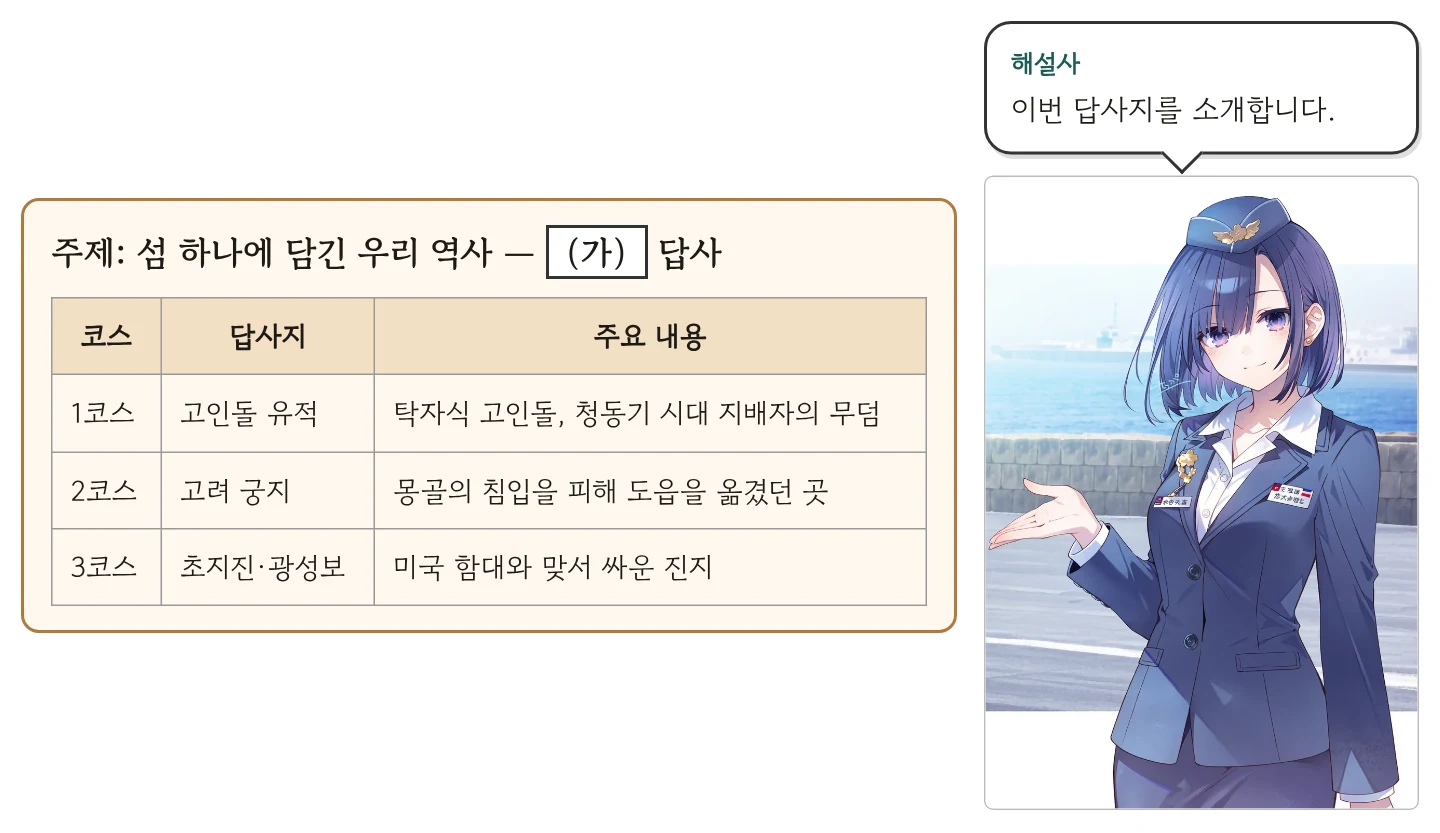 해설사
이번 답사지를 소개합니다.
주제: 섬 하나에 담긴 우리 역사 — (가) 답사
코스 답사지 주요 내용
1코스 고인돌 유적 탁자식 고인돌, 청동기 시대 지배자의 무덤
2코스 고려 궁지 몽골의 침입을 피해 도읍을 옮겼던 곳
3코스 초지진·광성보 미국 함대와 맞서 싸운 진지